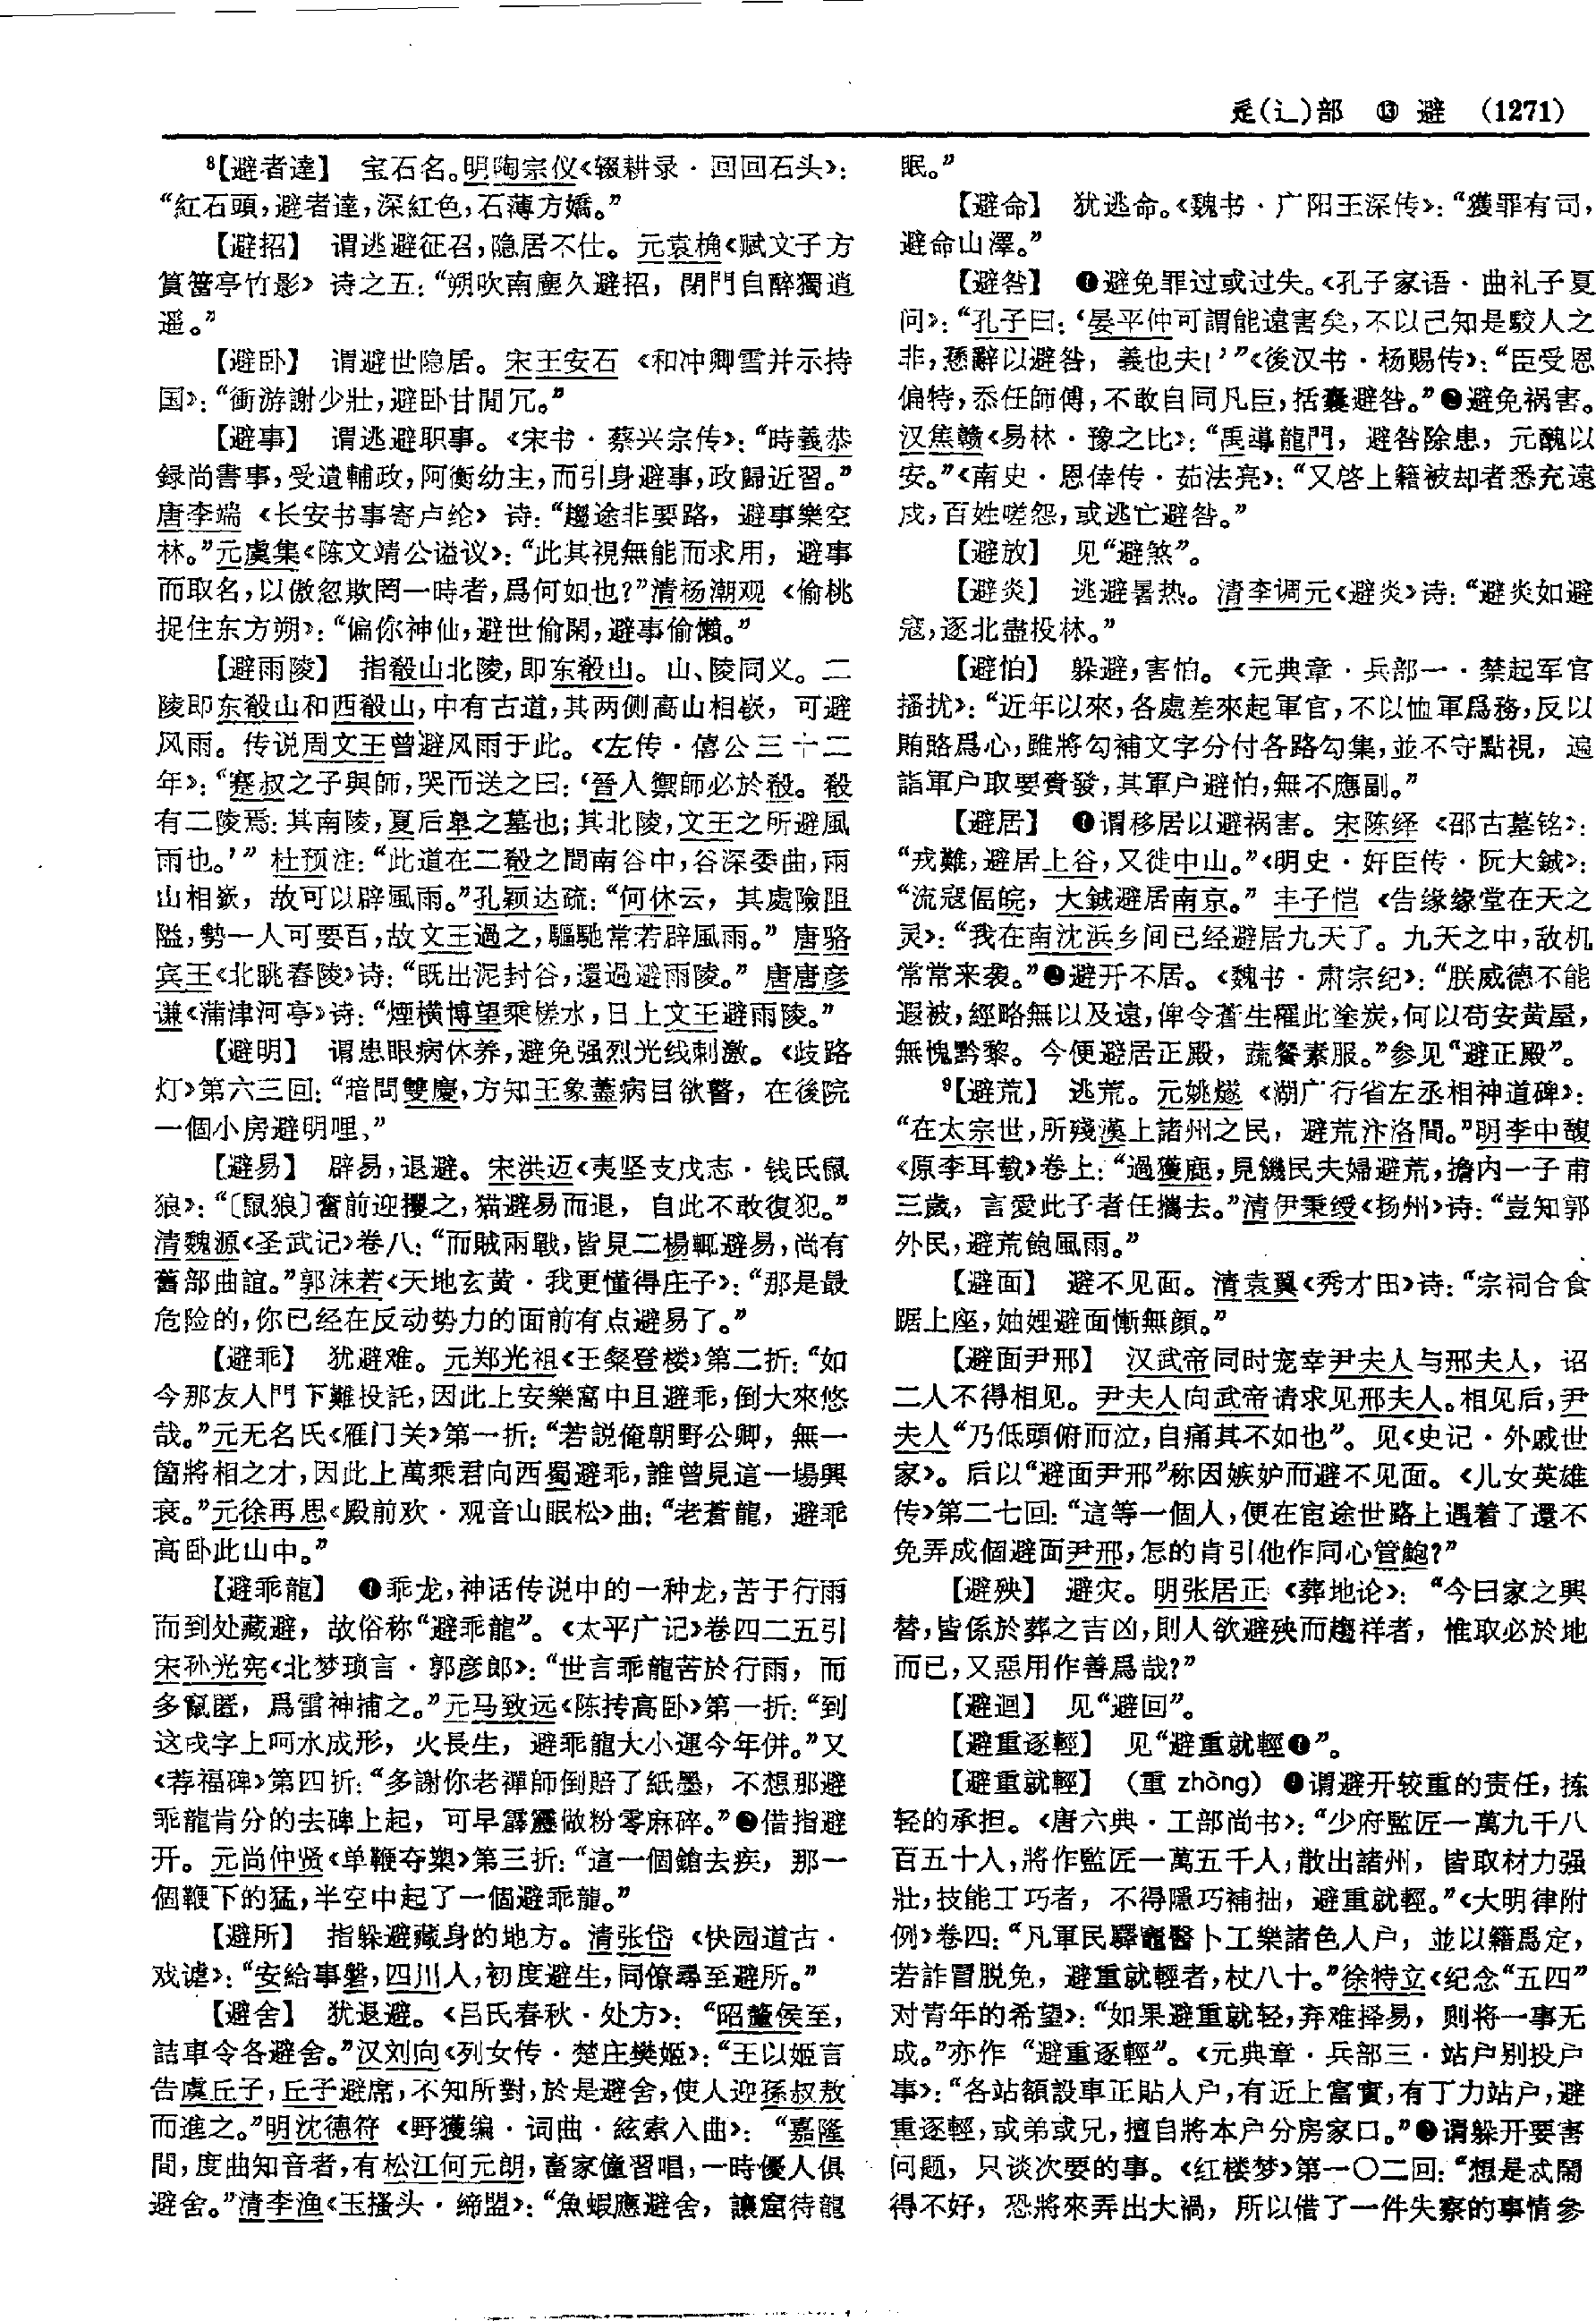 辵(辶)部　⑬ 避　(1271)
⁸【避者達】　宝石名。明陶宗仪《辍耕录·回回石头》：
“紅石頭，避者達，深紅色，石薄方嬌。”
【避招】　谓逃避征召，隐居不仕。元袁桷《赋文子方
篔簹亭竹影》诗之五：“朔吹南塵久避招，閉門自醉獨逍
遥。”
【避卧】　谓避世隐居。宋王安石《和冲卿雪并示持
国》：“衝游謝少壯，避卧甘閒冗。”
【避事】　谓逃避职事。《宋书·蔡兴宗传》：“時義恭
録尚書事，受遺輔政，阿衡幼主，而引身避事，政歸近習。”
唐李端《长安书事寄卢纶》诗：“趨途非要路，避事樂空
林。”元虞集《陈文靖公谥议》：“此其視無能而求用，避事
而取名，以傲忽欺罔一時者，爲何如也？”清杨潮观《偷桃
捉住东方朔》：“偏你神仙，避世偷閑，避事偷懶。”
【避雨陵】　指殽山北陵，即东殽山。山、陵同义。二
陵即东殽山和西殽山，中有古道，其两侧高山相嵚，可避
风雨。传说周文王曾避风雨于此。《左传·僖公三十二
年》：“蹇叔之子與師，哭而送之曰：‘晉人禦師必於殽。殽
有二陵焉：其南陵，夏后皋之墓也；其北陵，文王之所避風
雨也。’”杜预注：“此道在二殽之間南谷中，谷深委曲，兩
山相嶔，故可以辟風雨。”孔颖达疏：“何休云，其處險阻
隘，勢一人可要百，故文王過之，驅馳常若辟風雨。”唐骆
宾王《北眺舂陵》诗：“既出泥封谷，還過避雨陵。”唐唐彦
谦《蒲津河亭》诗：“煙横博望乘槎水，日上文王避雨陵。”
【避明】　谓患眼病休养，避免强烈光线刺激。《歧路
灯》第六三回：“暗問雙慶，方知王象藎病目欲瞽，在後院
一個小房避明哩，”
【避易】　辟易，退避。宋洪迈《夷坚支戊志·钱氏鼠
狼》：“〔鼠狼〕奮前迎攫之，猫避易而退，自此不敢復犯。”
清魏源《圣武记》卷八：“而賊兩戰，皆見二楊輒避易，尚有
舊部曲誼。”郭沫若《天地玄黄·我更懂得庄子》：“那是最
危险的，你已经在反动势力的面前有点避易了。”
【避乖】　犹避难。元郑光祖《王粲登楼》第二折：“如
今那友人門下難投託，因此上安樂窩中且避乖，倒大來悠
哉。”元无名氏《雁门关》第一折：“若説俺朝野公卿，無一
箇將相之才，因此上萬乘君向西蜀避乖，誰曾見這一場興
衰。”元徐再思《殿前欢·观音山眠松》曲：“老蒼龍，避乖
高卧此山中。”
【避乖龍】　❶乖龙，神话传说中的一种龙，苦于行雨
而到处藏避，故俗称“避乖龍”。《太平广记》卷四二五引
宋孙光宪《北梦琐言·郭彦郎》：“世言乖龍苦於行雨，而
多竄匿，爲雷神捕之。”元马致远《陈抟高卧》第一折：“到
这戌字上呵水成形，火長生，避乖龍大小運今年併。”又
《荐福碑》第四折：“多謝你老禪師倒賠了紙墨，不想那避
乖龍肯分的去碑上起，可早霹靂做粉零麻碎。”❷借指避
开。元尚仲贤《单鞭夺槊》第三折：“這一個鎗去疾，那一
個鞭下的猛，半空中起了一個避乖龍。”
【避所】　指躲避藏身的地方。清张岱《快园道古·
戏谑》：“安給事磐，四川人，初度避生，同僚尋至避所。”
【避舍】　犹退避。《吕氏春秋·处方》：“昭釐侯至，
詰車令各避舍。”汉刘向《列女传·楚庄樊姬》：“王以姬言
告虞丘子，丘子避席，不知所對，於是避舍，使人迎孫叔敖
而進之。”明沈德符《野獲编·词曲·絃索入曲》：“嘉隆
間，度曲知音者，有松江何元朗，畜家僮習唱，一時優人俱
避舍。”清李渔《玉搔头·缔盟》：“魚蝦應避舍，讓窟待龍
眠。”
【避命】　犹逃命。《魏书·广阳王深传》：“獲罪有司，
避命山澤。”
【避咎】　❶避免罪过或过失。《孔子家语·曲礼子夏
问》：“孔子曰：‘晏平仲可謂能遠害矣，不以己知是駁人之
非，愻辭以避咎，義也夫！’”《後汉书·杨赐传》：“臣受恩
偏特，忝任師傅，不敢自同凡臣，括囊避咎。”❷避免祸害。
汉焦赣《易林·豫之比》：“禹導龍門，避咎除患，元醜以
安。”《南史·恩倖传·茹法亮》：“又啓上籍被却者悉充遠
戍，百姓嗟怨，或逃亡避咎。”
【避放】　见“避煞”。
【避炎】　逃避暑热。清李调元《避炎》诗：“避炎如避
寇，逐北盡投林。”
【避怕】　躲避，害怕。《元典章·兵部一·禁起军官
搔扰》：“近年以來，各處差來起軍官，不以恤軍爲務，反以
賄賂爲心，雖將勾補文字分付各路勾集，並不守點視，遍
詣軍户取要賫發，其軍户避怕，無不應副。”
【避居】　❶谓移居以避祸害。宋陈绎《邵古墓铭》：
“戎難，避居上谷，又徙中山。”《明史·奸臣传·阮大鋮》：
“流寇偪皖，大鋮避居南京。”丰子恺《告缘缘堂在天之
灵》：“我在南沈浜乡间已经避居九天了。九天之中，敌机
常常来袭。”❷避开不居。《魏书·肃宗纪》：“朕威德不能
遐被，經略無以及遠，俾令蒼生罹此塗炭，何以苟安黄屋，
無愧黔黎。今便避居正殿，蔬餐素服。”参见“避正殿”。
⁹【避荒】　逃荒。元姚燧《湖广行省左丞相神道碑》：
“在太宗世，所殘漢上諸州之民，避荒汴洛間。”明李中馥
《原李耳载》卷上：“過獲鹿，見饑民夫婦避荒，擔内一子甫
三歲，言愛此子者任攜去。”清伊秉绶《扬州》诗：“豈知郭
外民，避荒飽風雨。”
【避面】　避不见面。清袁翼《秀才田》诗：“宗祠合食
踞上座，妯娌避面慚無顔。”
【避面尹邢】　汉武帝同时宠幸尹夫人与邢夫人，诏
二人不得相见。尹夫人向武帝请求见邢夫人。相见后，尹
夫人“乃低頭俯而泣，自痛其不如也”。见《史记·外戚世
家》。后以“避面尹邢”称因嫉妒而避不见面。《儿女英雄
传》第二七回：“這等一個人，便在宦途世路上遇着了還不
免弄成個避面尹邢，怎的肯引他作同心管鮑？”
【避殃】　避灾。明张居正《葬地论》：“今曰家之興
替，皆係於葬之吉凶，則人欲避殃而趨祥者，惟取必於地
而已，又惡用作善爲哉？”
【避迴】　见“避回”。
【避重逐輕】　见“避重就輕❶”。
【避重就輕】　（重 zhòng）❶谓避开较重的责任，拣
轻的承担。《唐六典·工部尚书》：“少府監匠一萬九千八
百五十人，將作監匠一萬五千人，散出諸州，皆取材力强
壯，技能工巧者，不得隱巧補拙，避重就輕。”《大明律附
例》卷四：“凡軍民驛竈醫卜工樂諸色人户，並以籍爲定，
若詐冒脱免，避重就輕者，杖八十。”徐特立《纪念“五四”
对青年的希望》：“如果避重就轻，弃难择易，则将一事无
成。”亦作“避重逐輕”。《元典章·兵部三·站户别投户
事》：“各站額設車正貼人户，有近上富實，有丁力站户，避
重逐輕，或弟或兄，擅自將本户分房家口。”❷谓躲开要害
问题，只谈次要的事。《红楼梦》第一〇二回：“想是忒鬧
得不好，恐將來弄出大禍，所以借了一件失察的事情參